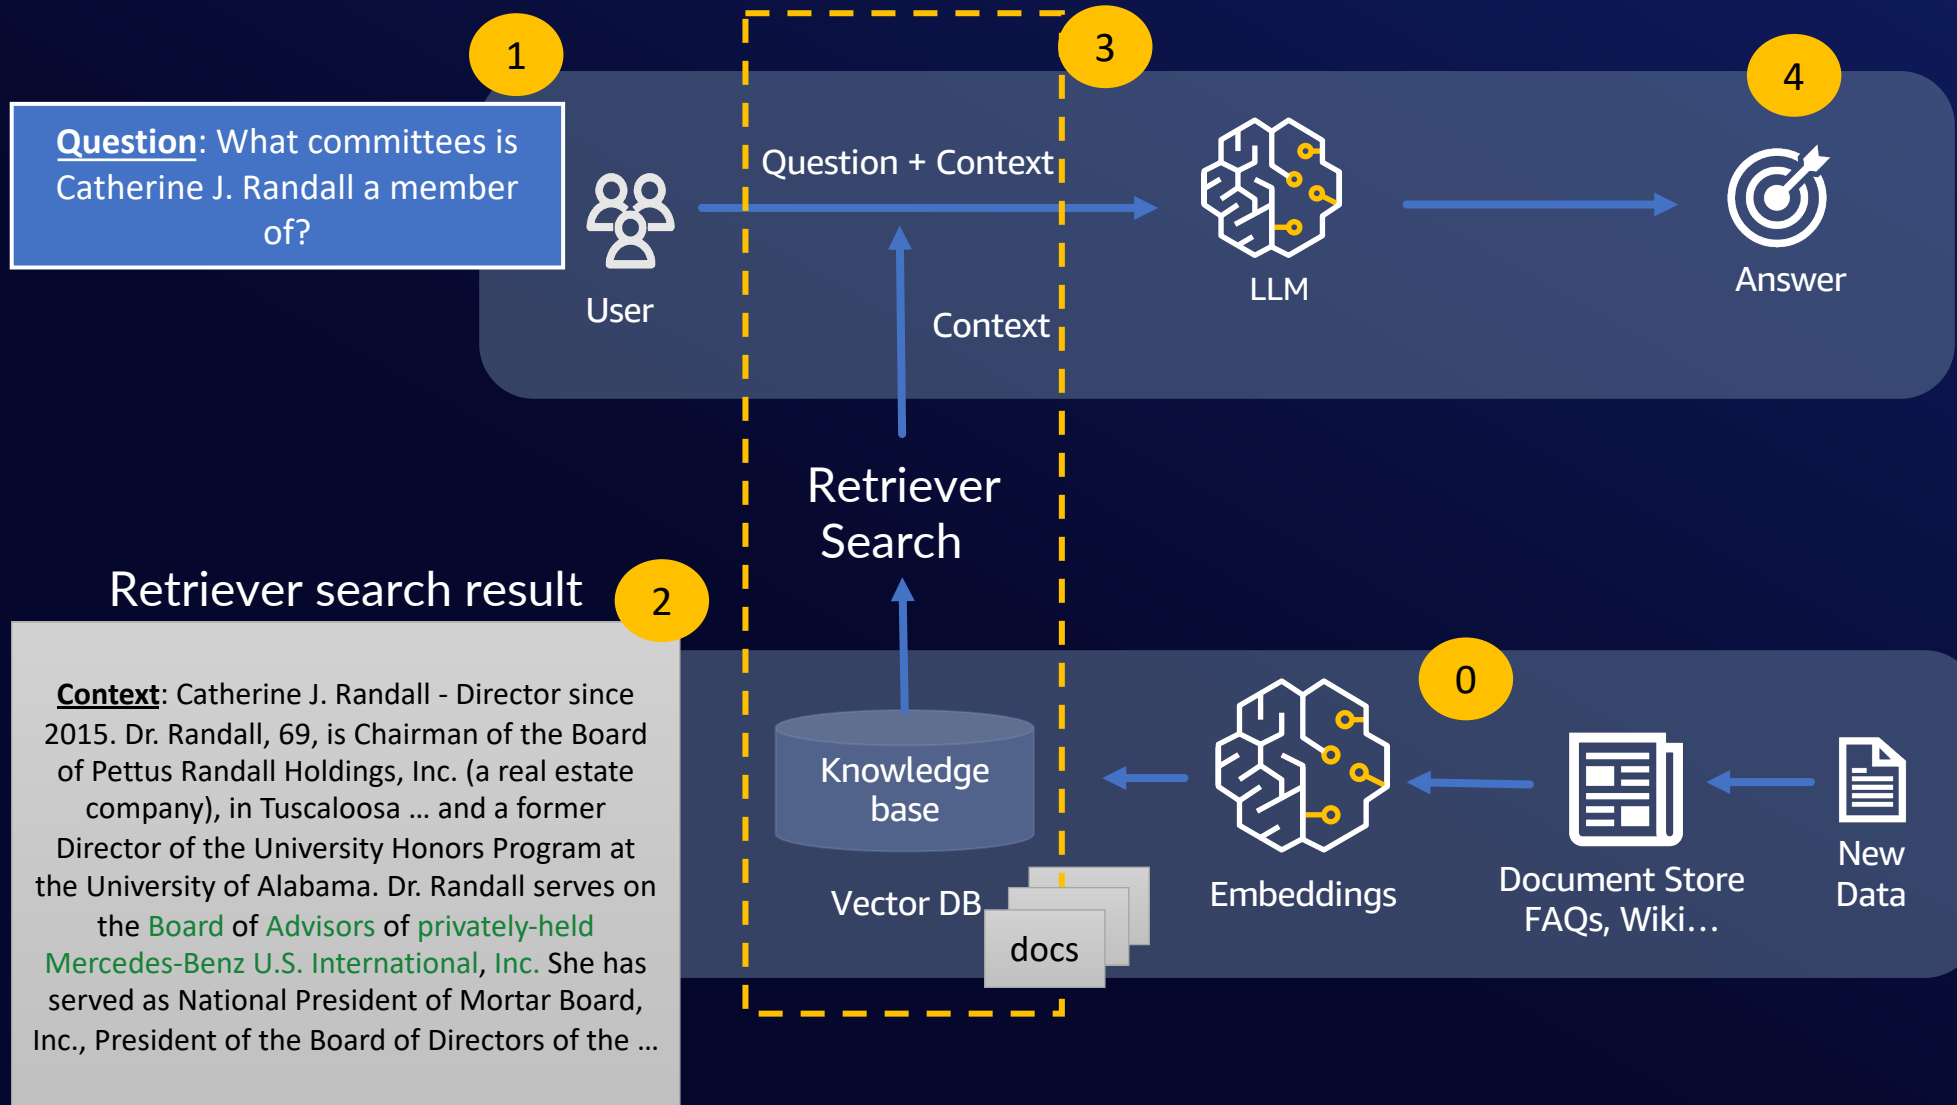 1
3
4
Question: What committees is
Catherine J. Randall a member
of?
Question + Context
User
LLM
Answer
Context
Retriever
Search
Retriever search result
2
0
Context: Catherine J. Randall - Director since
2015. Dr. Randall, 69, is Chairman of the Board
of Pettus Randall Holdings, Inc. (a real estate
company), in Tuscaloosa ... and a former
Director of the University Honors Program at
the University of Alabama. Dr. Randall serves on
the Board of Advisors of privately-held
Mercedes-Benz U.S. International, Inc. She has
served as National President of Mortar Board,
Inc., President of the Board of Directors of the ...
Knowledge
base
Vector DB
docs
Embeddings
Document Store
FAQs, Wiki...
New
Data